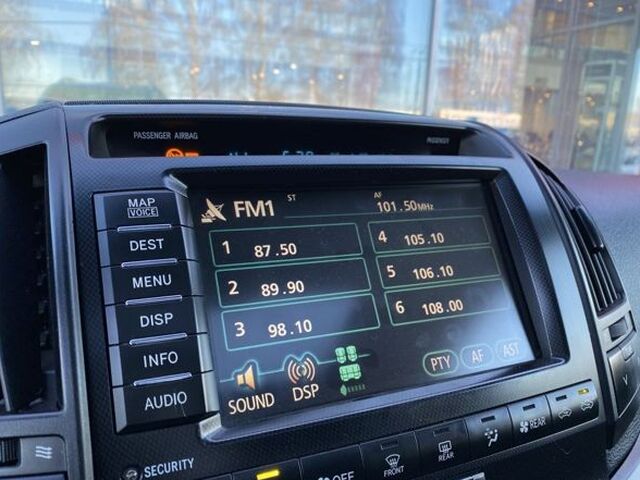 PASSENGER AIRBAG
PASSENGER
MAP
VOICE
DEST
MENU
DISP
INFO
AUDIO
SECURITY
FM1
ST
AF
101.50MHz
1 87.50
2 89.90
3 98.10
4 105.10
5 106.10
6 108.00
SOUND
DSP
PTY
AF
AST
OFF
FRONT
REAR
REAR